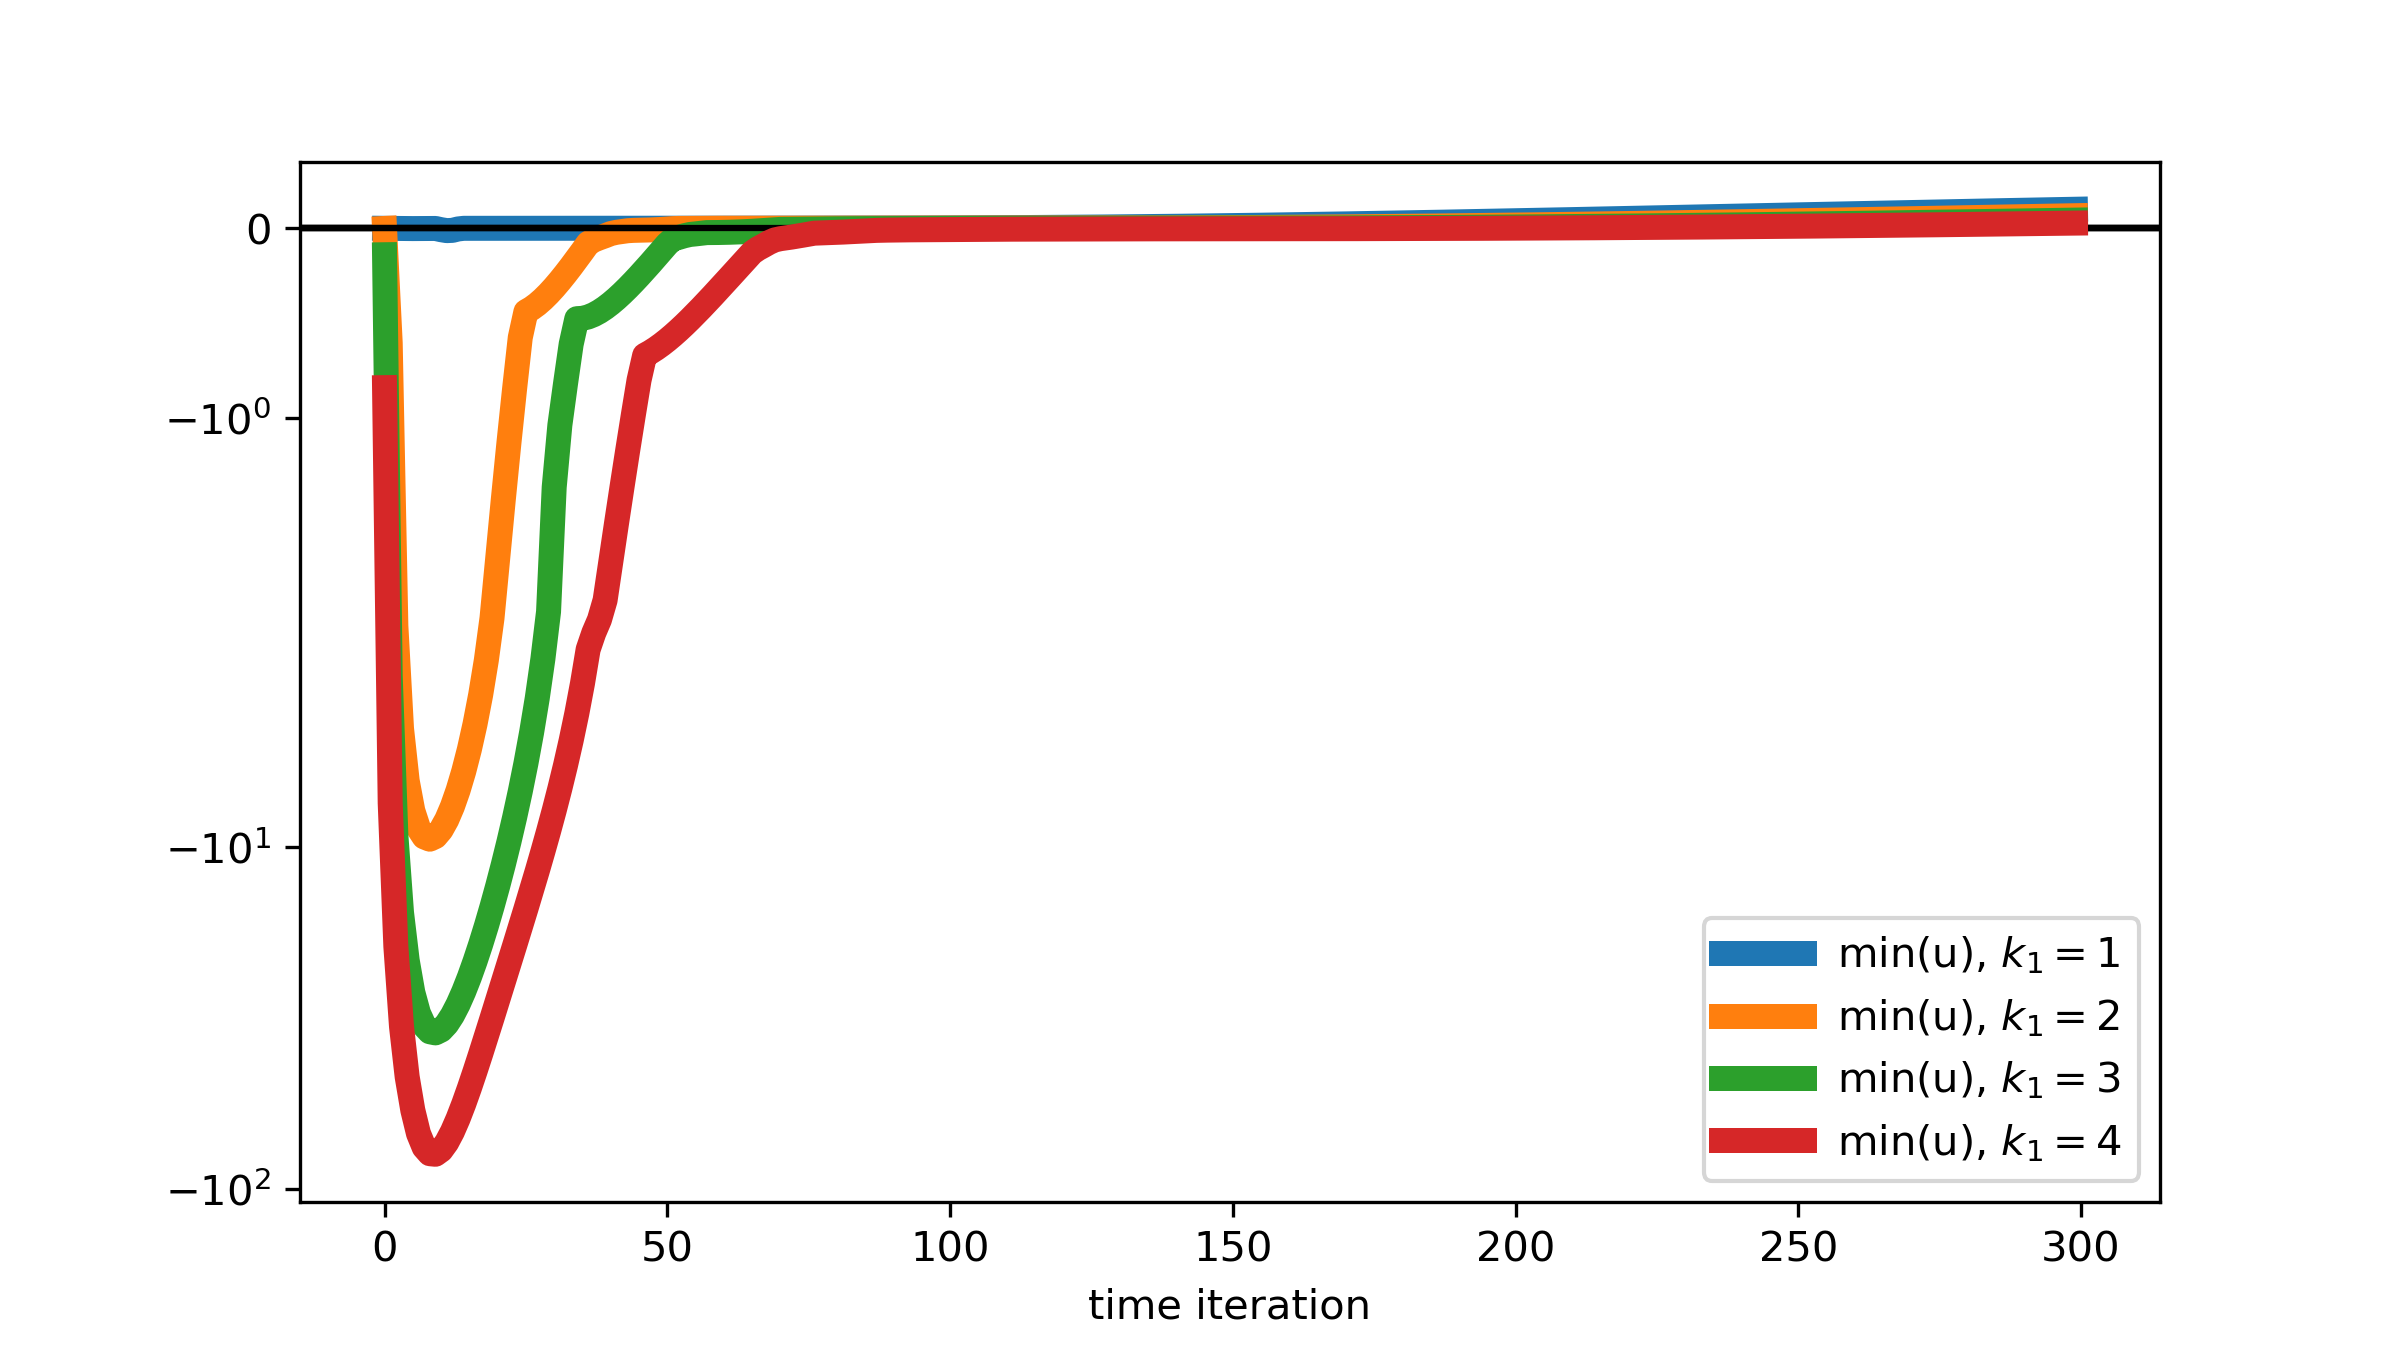 0
−10⁰
−10¹
−10²
0 50 100 150 200 250 300
time iteration
min(u), k₁ = 1
min(u), k₁ = 2
min(u), k₁ = 3
min(u), k₁ = 4